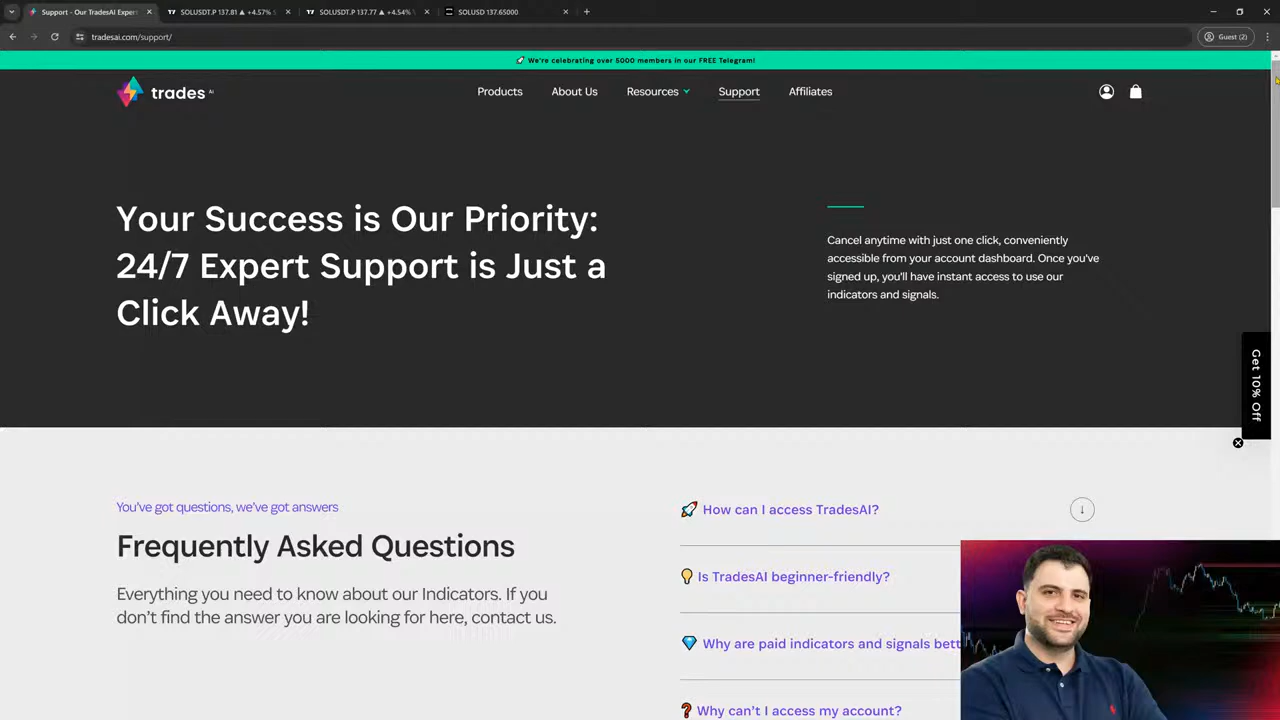 Support - Our TradesAI Exper
SOLUSDT.P 137.81 ▲ +4.57%
SOLUSDT.P 137.77 ▲ +4.54%
SOLUSD 137.65000
tradesai.com/support/
Guest (2)
🚀 We're celebrating over 5000 members in our FREE Telegram!
trades AI
Products
About Us
Resources
Support
Affiliates
Your Success is Our Priority:
24/7 Expert Support is Just a
Click Away!
Cancel anytime with just one click, conveniently
accessible from your account dashboard. Once you've
signed up, you'll have instant access to use our
indicators and signals.
Get 10% Off
You've got questions, we've got answers
Frequently Asked Questions
Everything you need to know about our Indicators. If you
don't find the answer you are looking for here, contact us.
🚀 How can I access TradesAI?
💡 Is TradesAI beginner-friendly?
💎 Why are paid indicators and signals bett
❓ Why can't I access my account?